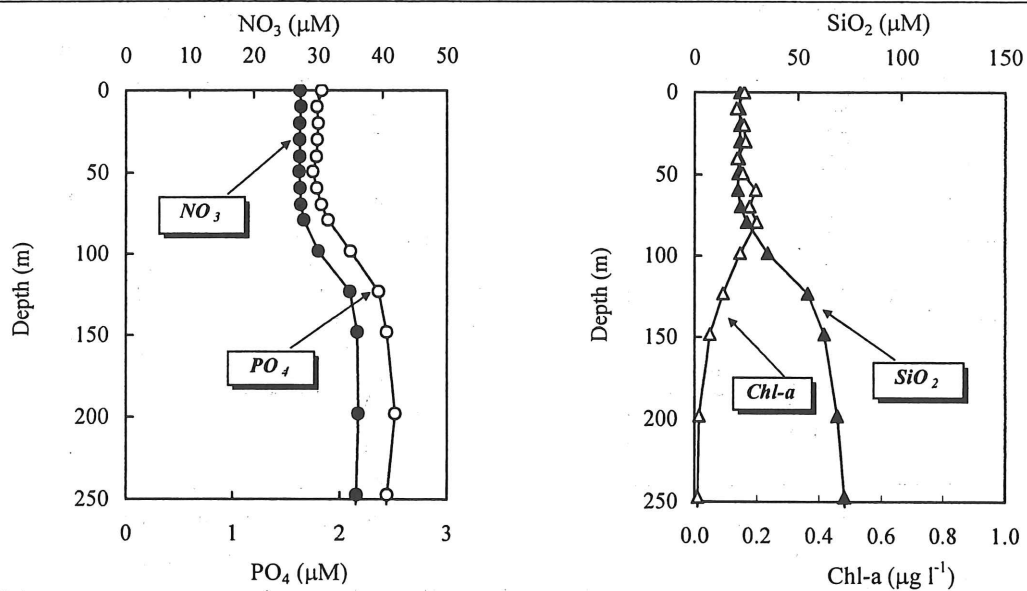 NO3 (μM)
0 10 20 30 40 50
0
50
100
150
200
250
Depth (m)
NO3
PO4
0 1 2 3
PO4 (μM)
SiO2 (μM)
0 50 100 150
0
50
100
150
200
250
Depth (m)
Chl-a
SiO2
0.0 0.2 0.4 0.6 0.8 1.0
Chl-a (μg l-1)